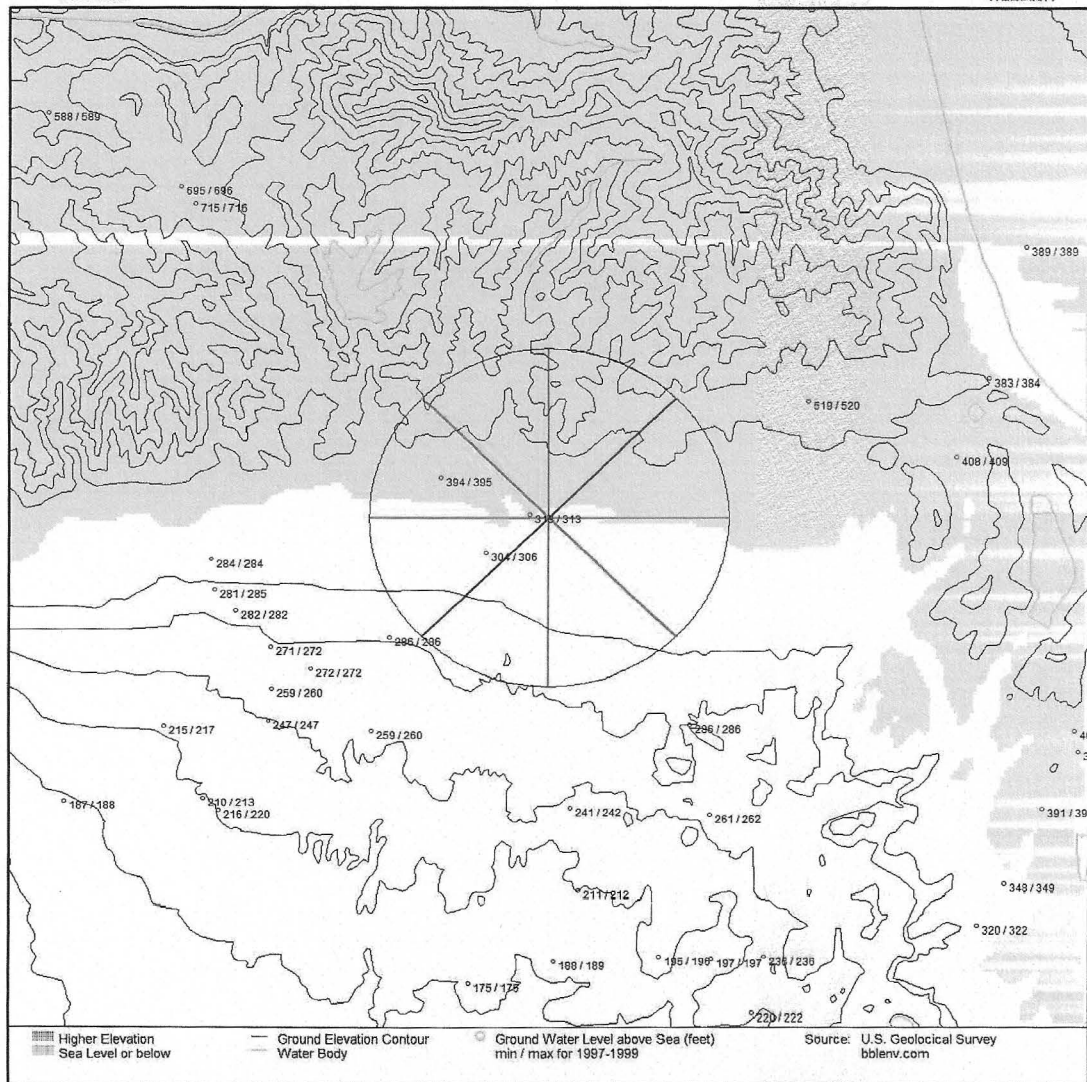 588 / 589
695 / 696
715 / 716
389 / 389
383 / 384
519 / 520
408 / 409
394 / 395
313 / 313
304 / 306
284 / 284
281 / 285
282 / 282
286 / 286
271 / 272
272 / 272
259 / 260
247 / 247
215 / 217
259 / 260
286 / 286
187 / 188
210 / 213
216 / 220
241 / 242
261 / 262
391 / 39
211 / 212
348 / 349
320 / 322
188 / 189
195 / 196
197 / 197
236 / 236
175 / 175
220 / 222
Higher Elevation
Sea Level or below
Ground Elevation Contour
Water Body
Ground Water Level above Sea (feet)
min / max for 1997-1999
Source: U.S. Geolocical Survey
bblenv.com